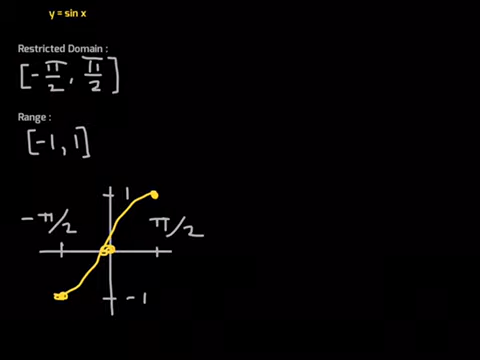 y = sin x
Restricted Domain :
[-π/2, π/2]
Range :
[-1, 1]
1
-π/2 π/2
-1